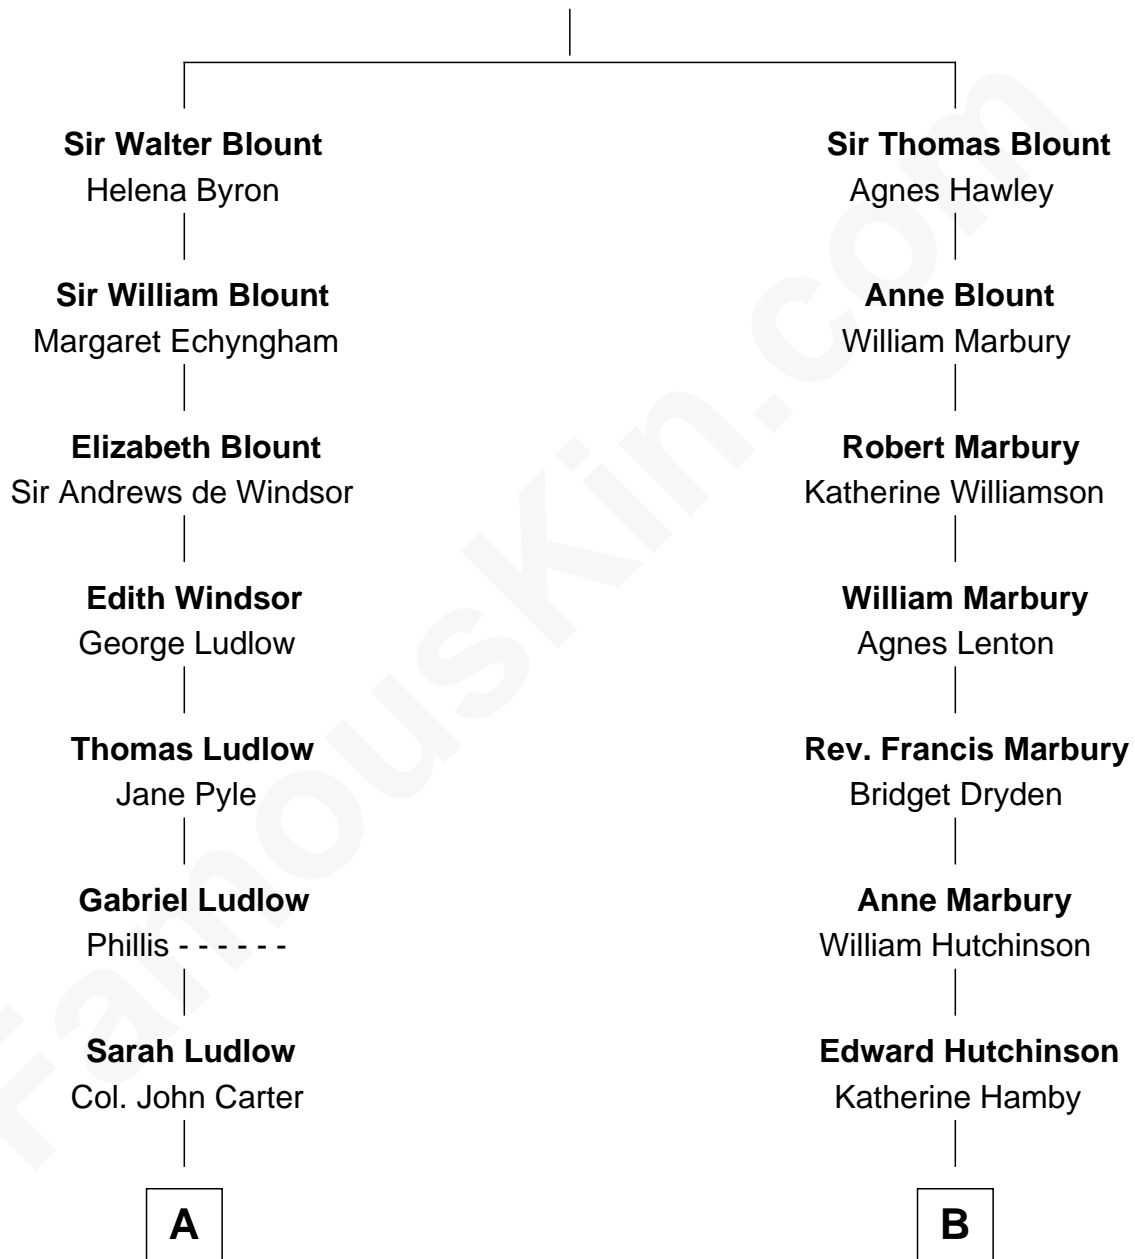 Sir Walter Blount
Helena Byron
Sir William Blount
Margaret Echyngham
Elizabeth Blount
Sir Andrews de Windsor
Edith Windsor
George Ludlow
Thomas Ludlow
Jane Pyle
Gabriel Ludlow
Phillis - - - - - -
Sarah Ludlow
Col. John Carter
A
Sir Thomas Blount
Agnes Hawley
Anne Blount
William Marbury
Robert Marbury
Katherine Williamson
William Marbury
Agnes Lenton
Rev. Francis Marbury
Bridget Dryden
Anne Marbury
William Hutchinson
Edward Hutchinson
Katherine Hamby
B
FamousKin.com